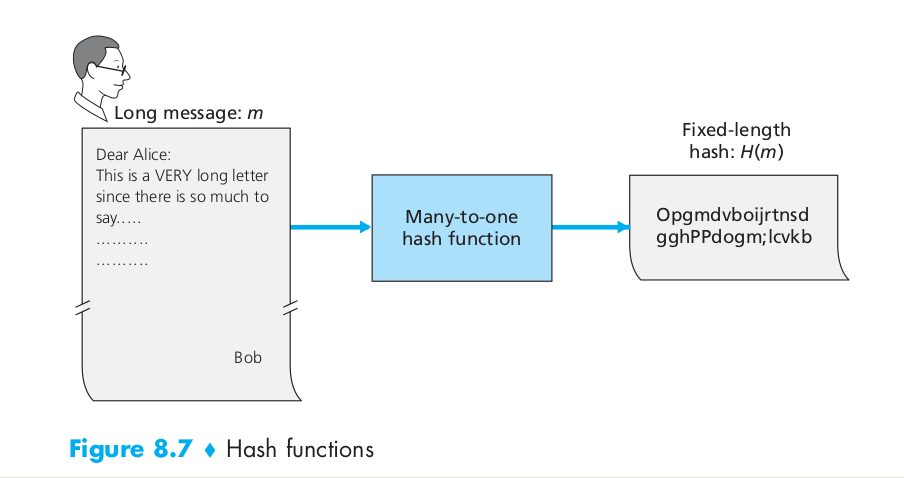 Long message: m
Dear Alice:
This is a VERY long letter
since there is so much to
say.....
..........
..........
Bob
Many-to-one
hash function
Fixed-length
hash: H(m)
Opgmdvboijrtnsd
gghPPdogm;lcvkb
Figure 8.7 ♦ Hash functions